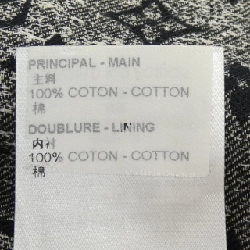 PRINCIPAL - MAIN
主料
100% COTON - COTTON
棉
DOUBLURE - LINING
内衬
100% COTON - COTTON
棉